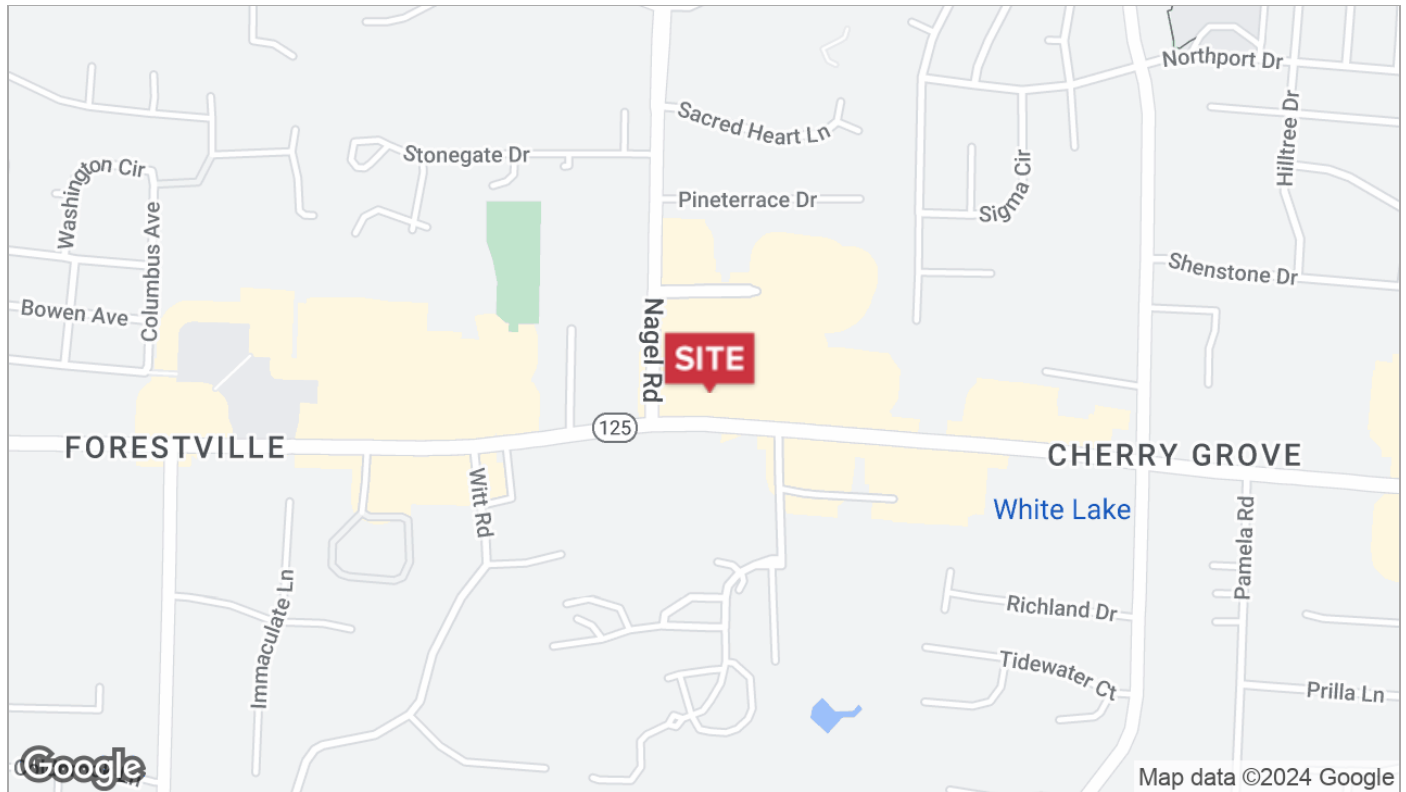 Northport Dr
Sacred Heart Ln
Hilltree Dr
Stonegate Dr
Sigma Cir
Washington Cir
Pineterrace Dr
Columbus Ave
Shenstone Dr
Bowen Ave
Nagel Rd
SITE
125
FORESTVILLE
CHERRY GROVE
Witt Rd
White Lake
Pamela Rd
Immaculate Ln
Richland Dr
Tidewater Ct
Prilla Ln
Google
Map data ©2024 Google